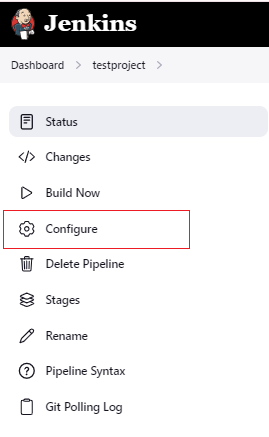 Jenkins
Dashboard > testproject >
Status
Changes
Build Now
Configure
Delete Pipeline
Stages
Rename
Pipeline Syntax
Git Polling Log